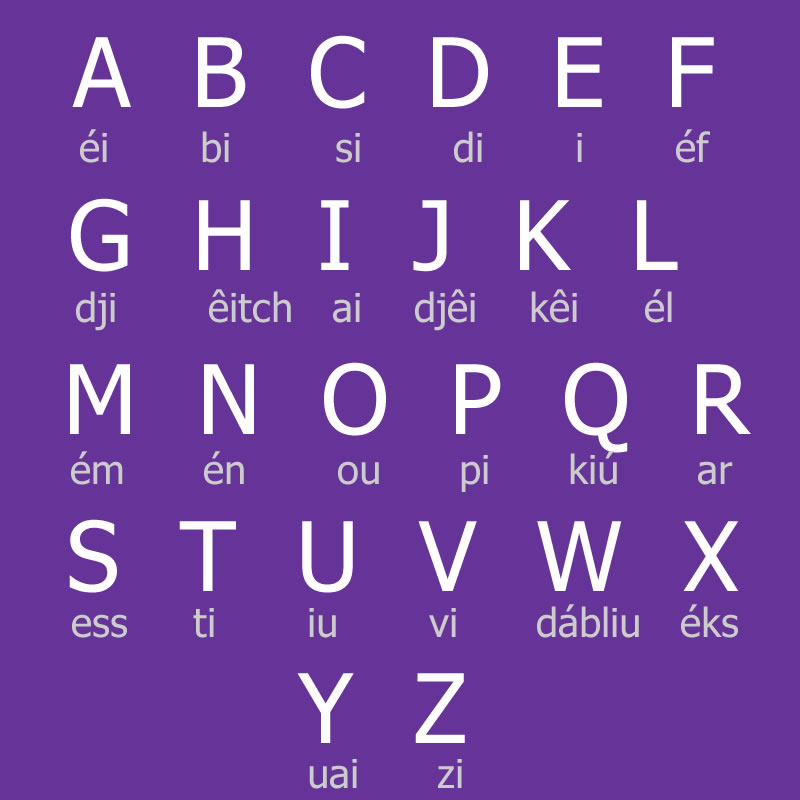 A B C D E F
éi bi si di i éf
G H I J K L
dji êitch ai djêi kêi él
M N O P Q R
ém én ou pi kiú ar
S T U V W X
ess ti iu vi dábliu éks
Y Z
uai zi